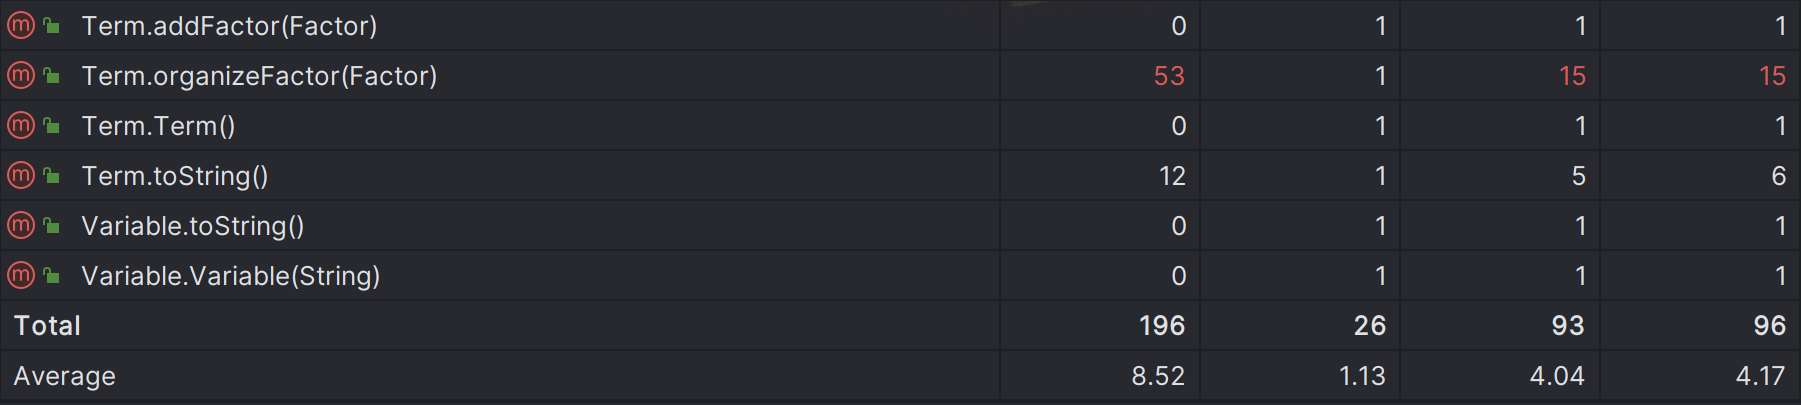 m Term.addFactor(Factor) 0 1 1 1
m Term.organizeFactor(Factor) 53 1 15 15
m Term.Term() 0 1 1 1
m Term.toString() 12 1 5 6
m Variable.toString() 0 1 1 1
m Variable.Variable(String) 0 1 1 1
Total 196 26 93 96
Average 8.52 1.13 4.04 4.17